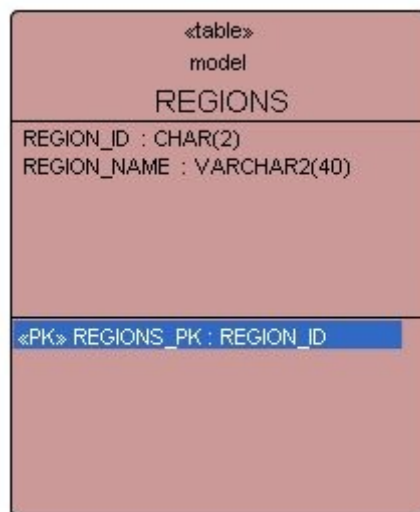 «table»
model
REGIONS
REGION_ID : CHAR(2)
REGION_NAME : VARCHAR2(40)
«PK» REGIONS_PK : REGION_ID